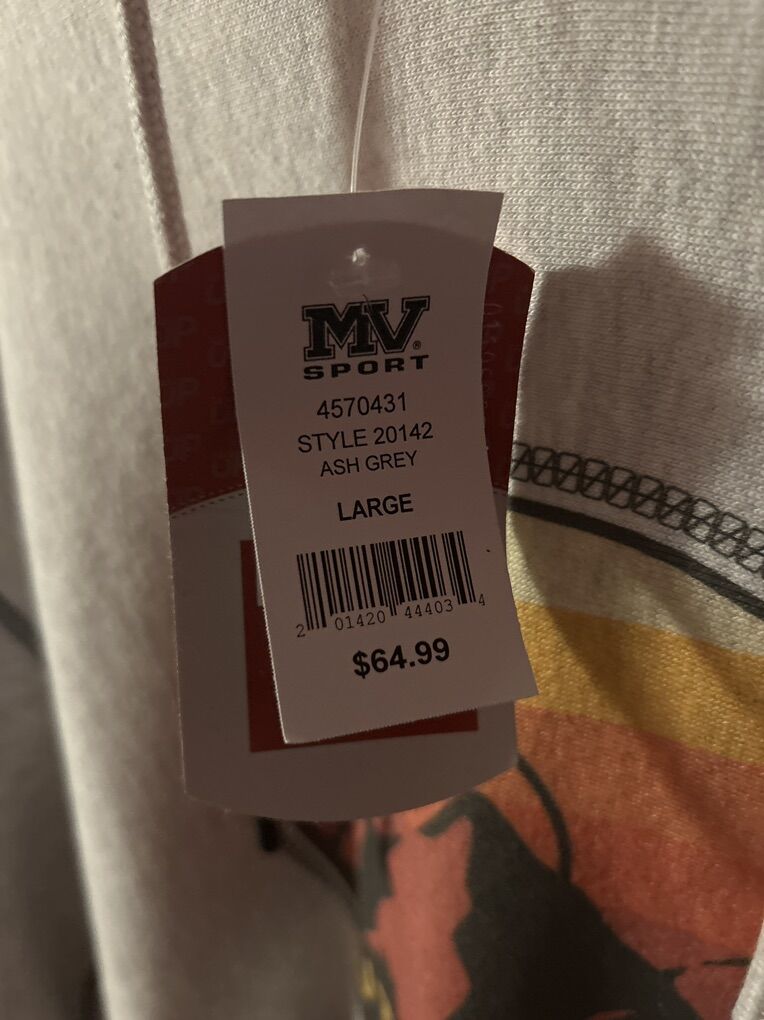 MV®
SPORT
4570431
STYLE 20142
ASH GREY
LARGE
2 01420 44403 4
$64.99